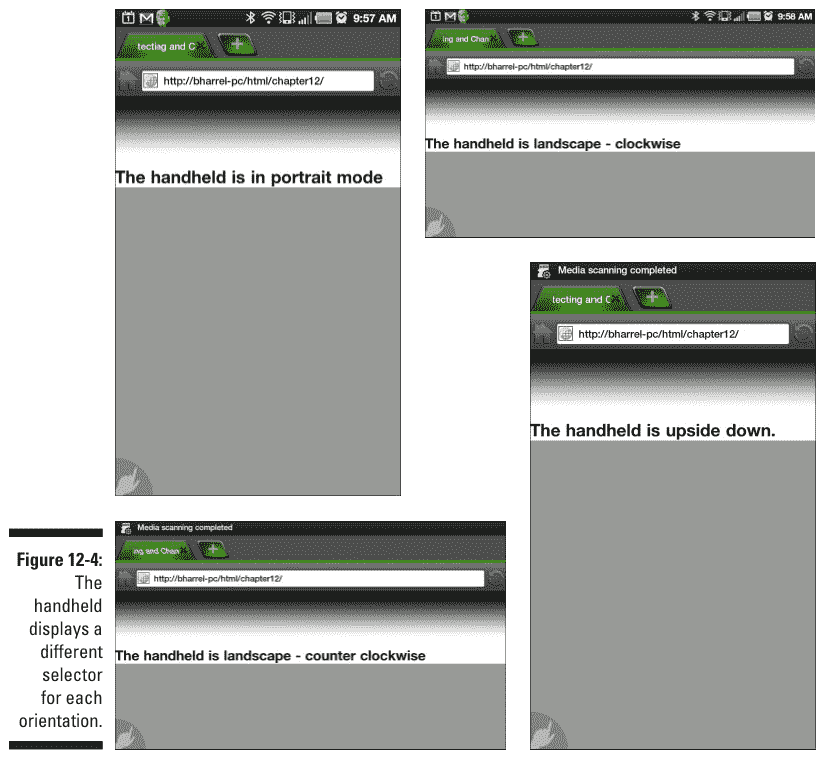 9:57 AM
tecting and C
http://bharrel-pc/html/chapter12/
The handheld is in portrait mode
9:58 AM
ing and Chan
http://bharrel-pc/html/chapter12/
The handheld is landscape - clockwise
Media scanning completed
lecting and C
http://bharrel-pc/html/chapter12/
The handheld is upside down.
Media scanning completed
ng and Chan
http://bharrel-pc/html/chapter12/
The handheld is landscape - counter clockwise
Figure 12-4:
The
handheld
displays a
different
selector
for each
orientation.